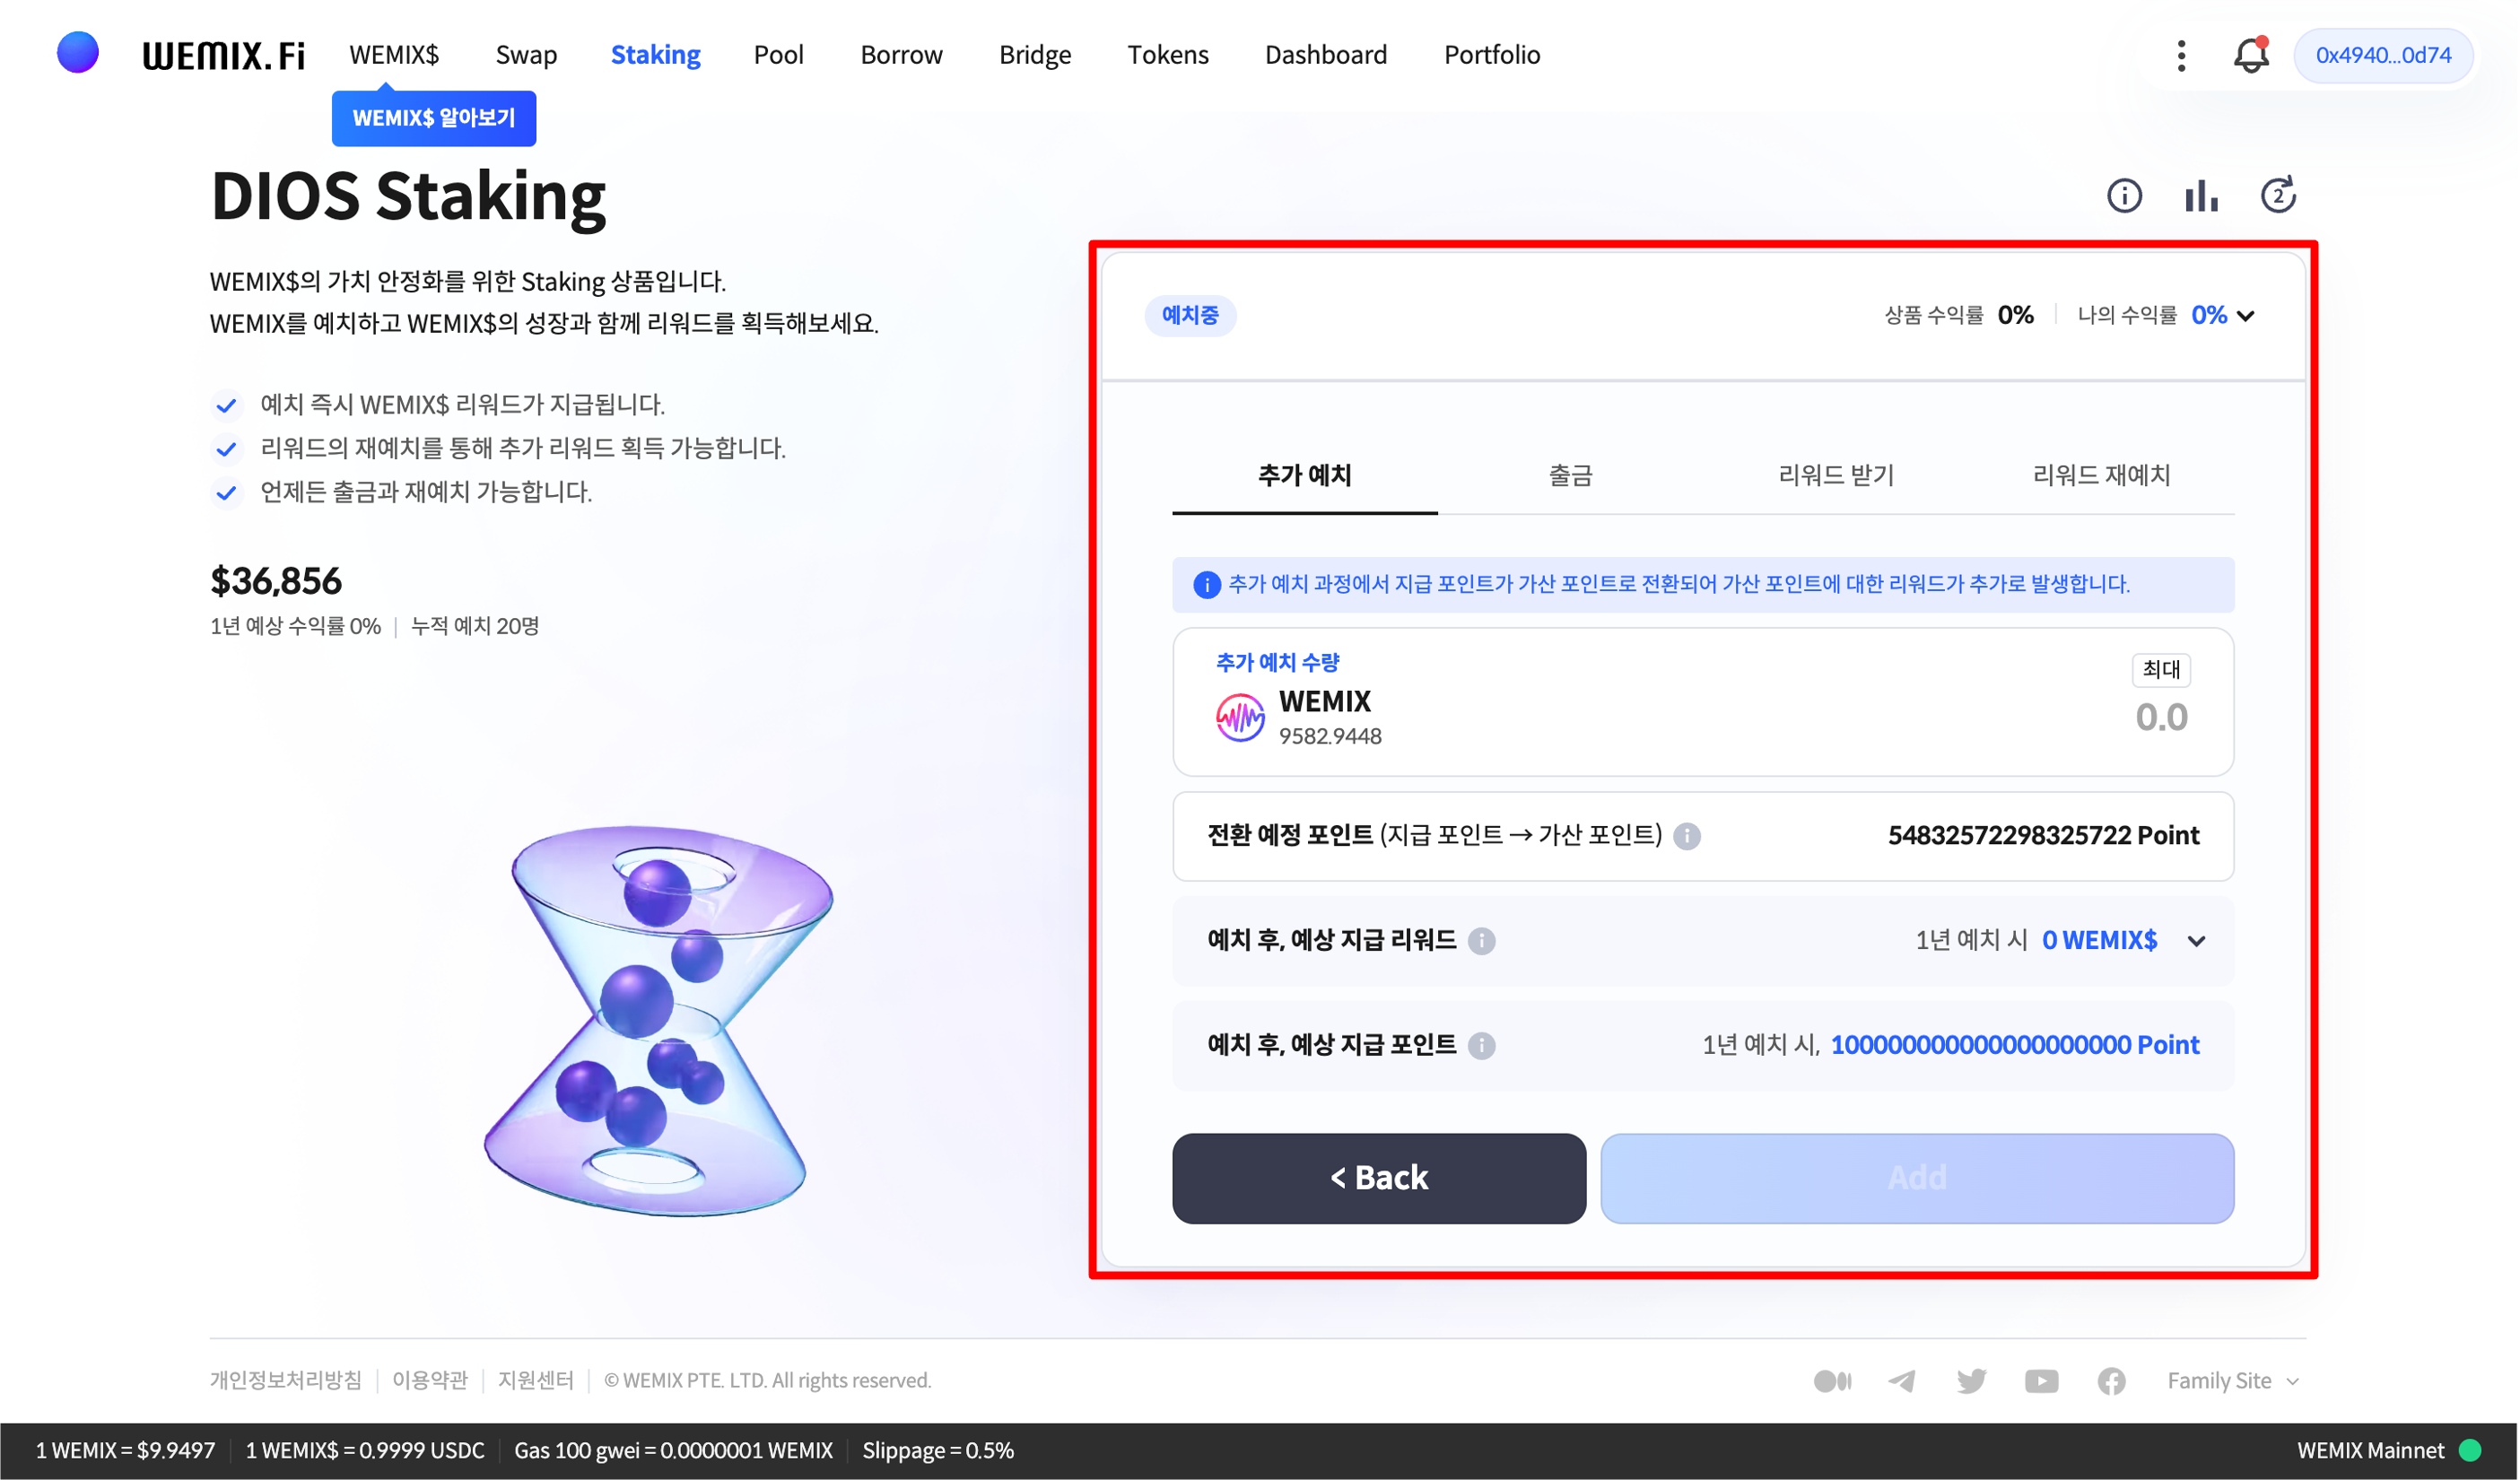 WEMIX.Fi
WEMIX$ Swap Staking Pool Borrow Bridge Tokens Dashboard Portfolio
0x4940...0d74
WEMIX$ 알아보기
DIOS Staking
2
WEMIX$의 가치 안정화를 위한 Staking 상품입니다.
WEMIX를 예치하고 WEMIX$의 성장과 함께 리워드를 획득해보세요.
예치 즉시 WEMIX$ 리워드가 지급됩니다.
리워드의 재예치를 통해 추가 리워드 획득 가능합니다.
언제든 출금과 재예치 가능합니다.
$36,856
1년 예상 수익률 0% | 누적 예치 20명
예치중
상품 수익률 0% | 나의 수익률 0%
추가 예치 출금 리워드 받기 리워드 재예치
추가 예치 과정에서 지급 포인트가 가산 포인트로 전환되어 가산 포인트에 대한 리워드가 추가로 발생합니다.
추가 예치 수량
최대
WEMIX
0.0
9582.9448
전환 예정 포인트 (지급 포인트 → 가산 포인트) 54832572298325722 Point
예치 후, 예상 지급 리워드 1년 예치 시 0 WEMIX$
예치 후, 예상 지급 포인트 1년 예치 시, 100000000000000000000 Point
< Back
Add
개인정보처리방침 | 이용약관 | 지원센터 | © WEMIX PTE. LTD. All rights reserved.
Family Site
1 WEMIX = $9.9497 | 1 WEMIX$ = 0.9999 USDC | Gas 100 gwei = 0.0000001 WEMIX | Slippage = 0.5%
WEMIX Mainnet